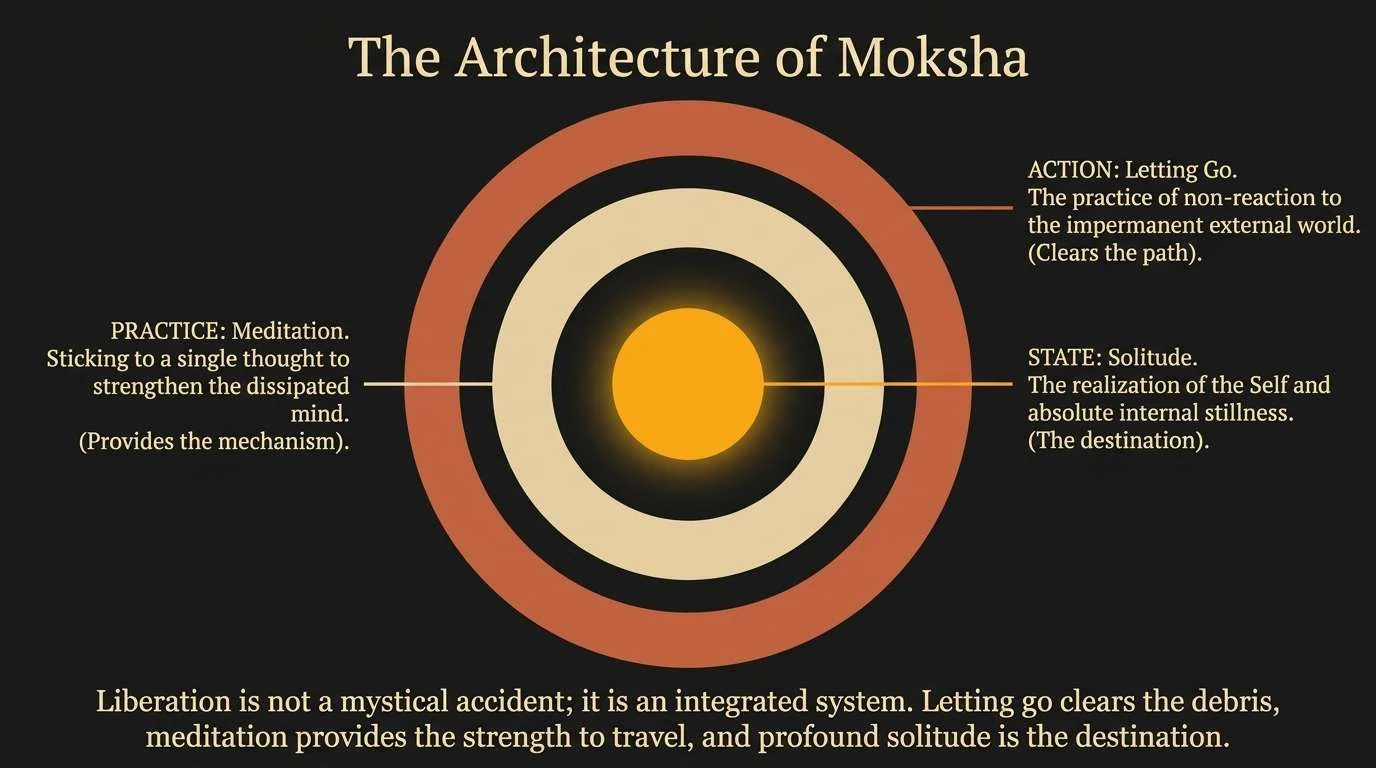 The Architecture of Moksha
ACTION: Letting Go.
The practice of non-reaction to
the impermanent external world.
(Clears the path).
PRACTICE: Meditation.
Sticking to a single thought to
strengthen the dissipated
mind.
(Provides the mechanism).
STATE: Solitude.
The realization of the Self and
absolute internal stillness.
(The destination).
Liberation is not a mystical accident; it is an integrated system. Letting go clears the debris,
meditation provides the strength to travel, and profound solitude is the destination.